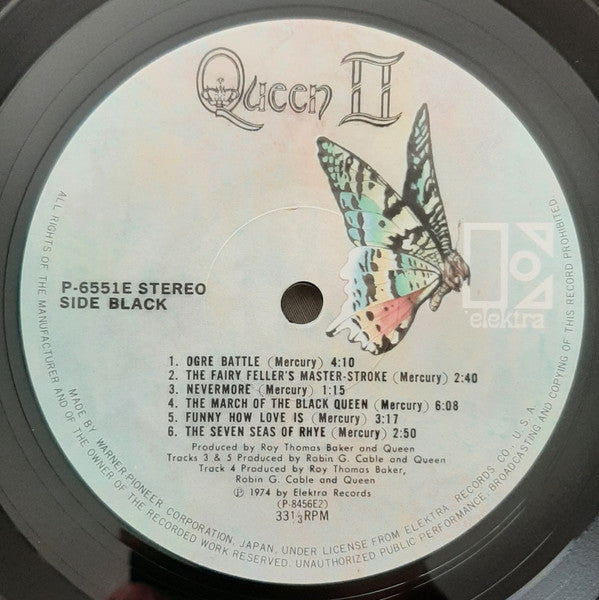 Queen II
elektra
P-6551E STEREO
SIDE BLACK
1. OGRE BATTLE (Mercury) 4:10
2. THE FAIRY FELLER'S MASTER-STROKE (Mercury) 2:40
3. NEVERMORE (Mercury) 1:15
4. THE MARCH OF THE BLACK QUEEN (Mercury) 6:08
5. FUNNY HOW LOVE IS (Mercury) 3:17
6. THE SEVEN SEAS OF RHYE (Mercury) 2:50
Produced by Roy Thomas Baker and Queen
Tracks 3 & 5 Produced by Robin G. Cable and Queen
Track 4 Produced by Roy Thomas Baker,
Robin G. Cable and Queen
℗ 1974 by Elektra Records
(P-8456E2)
33 1/3 RPM
MADE BY WARNER-PIONEER CORPORATION, JAPAN, UNDER LICENSE FROM ELEKTRA RECORDS CO., U.S.A.
ALL RIGHTS OF THE MANUFACTURER AND OF THE OWNER OF THE RECORDED WORK RESERVED. UNAUTHORIZED PUBLIC PERFORMANCE, BROADCASTING AND COPYING OF THIS RECORD PROHIBITED.